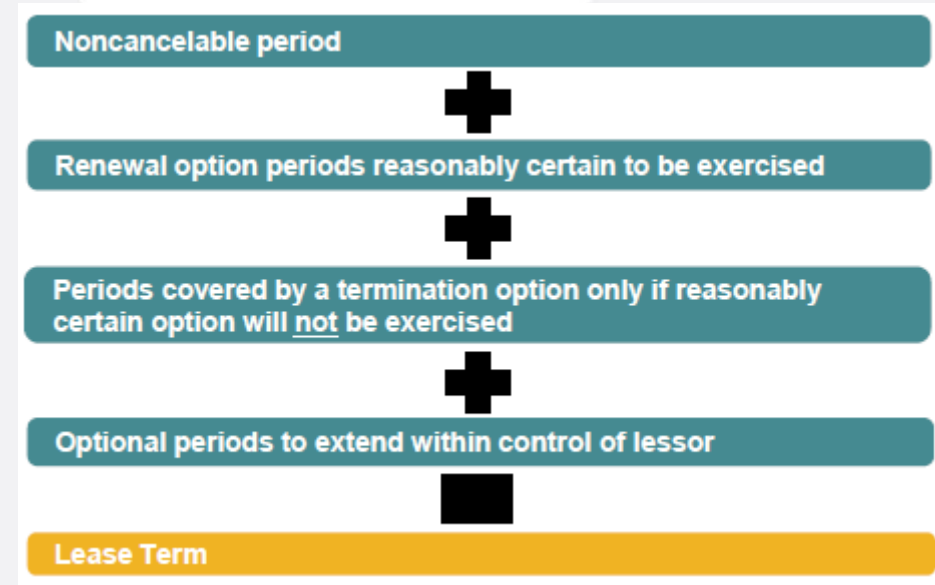 Noncancelable period
Renewal option periods reasonably certain to be exercised
Periods covered by a termination option only if reasonably
certain option will not be exercised
Optional periods to extend within control of lessor
Lease Term